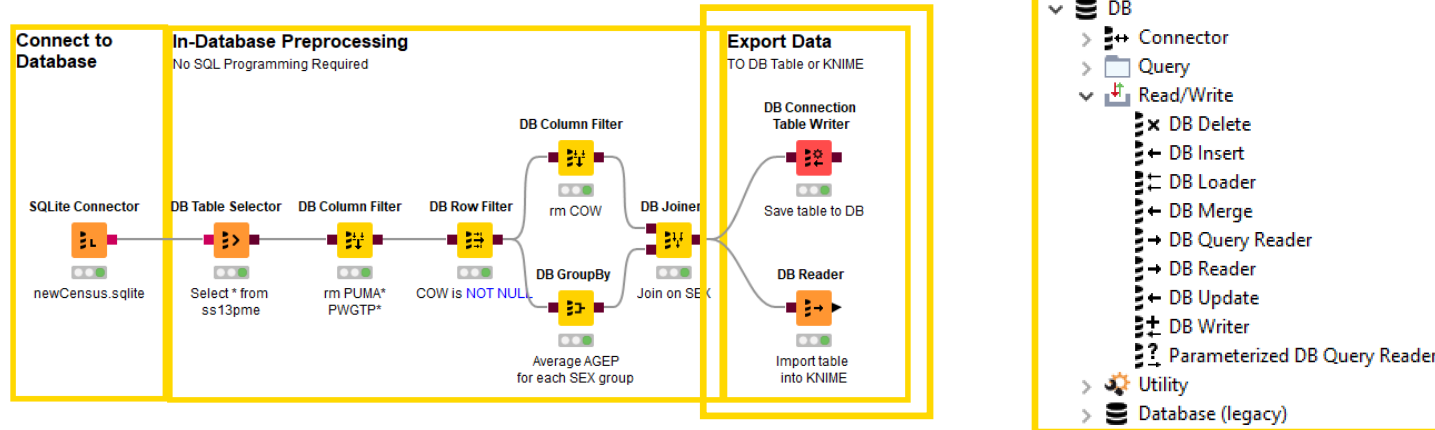 Connect to
Database
In-Database Preprocessing
No SQL Programming Required
Export Data
TO DB Table or KNIME
SQLite Connector
newCensus.sqlite
DB Table Selector
Select * from
ss13pme
DB Column Filter
rm PUMA*
PWGTP*
DB Row Filter
COW is NOT NULL
DB Column Filter
rm COW
DB GroupBy
Average AGEP
for each SEX group
DB Joiner
Join on SEX
DB Connection
Table Writer
Save table to DB
DB Reader
Import table
into KNIME
DB
Connector
Query
Read/Write
DB Delete
DB Insert
DB Loader
DB Merge
DB Query Reader
DB Reader
DB Update
DB Writer
Parameterized DB Query Reader
Utility
Database (legacy)